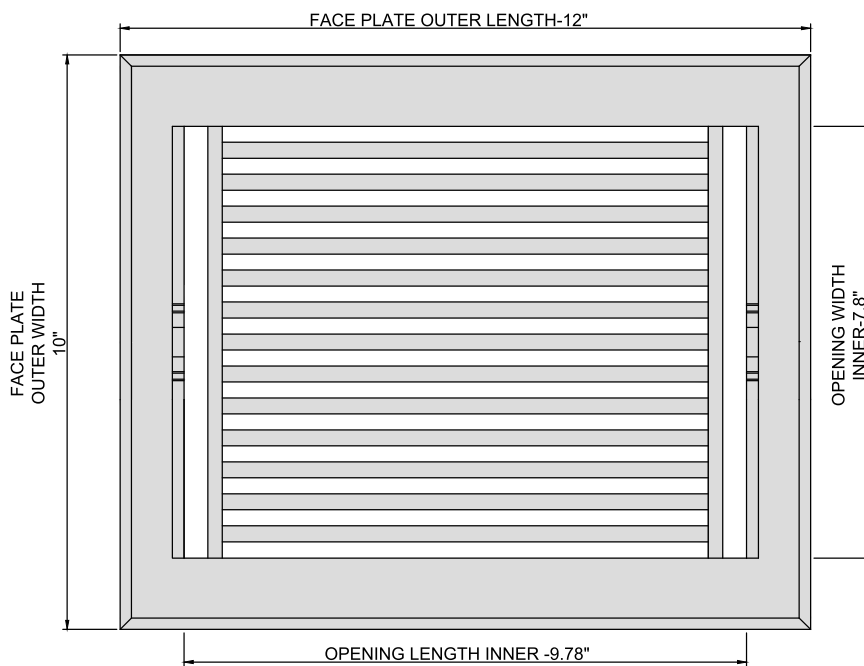 FACE PLATE OUTER LENGTH-12"
FACE PLATE
OUTER WIDTH
10"
OPENING WIDTH
INNER-7.8"
OPENING LENGTH INNER -9.78"